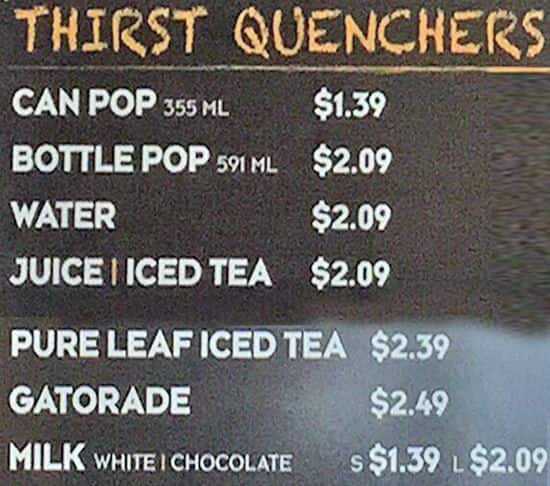 THIRST QUENCHERS
CAN POP 355 ML $1.39
BOTTLE POP 591 ML $2.09
WATER $2.09
JUICE | ICED TEA $2.09
PURE LEAF ICED TEA $2.39
GATORADE $2.49
MILK WHITE | CHOCOLATE S $1.39 L $2.09